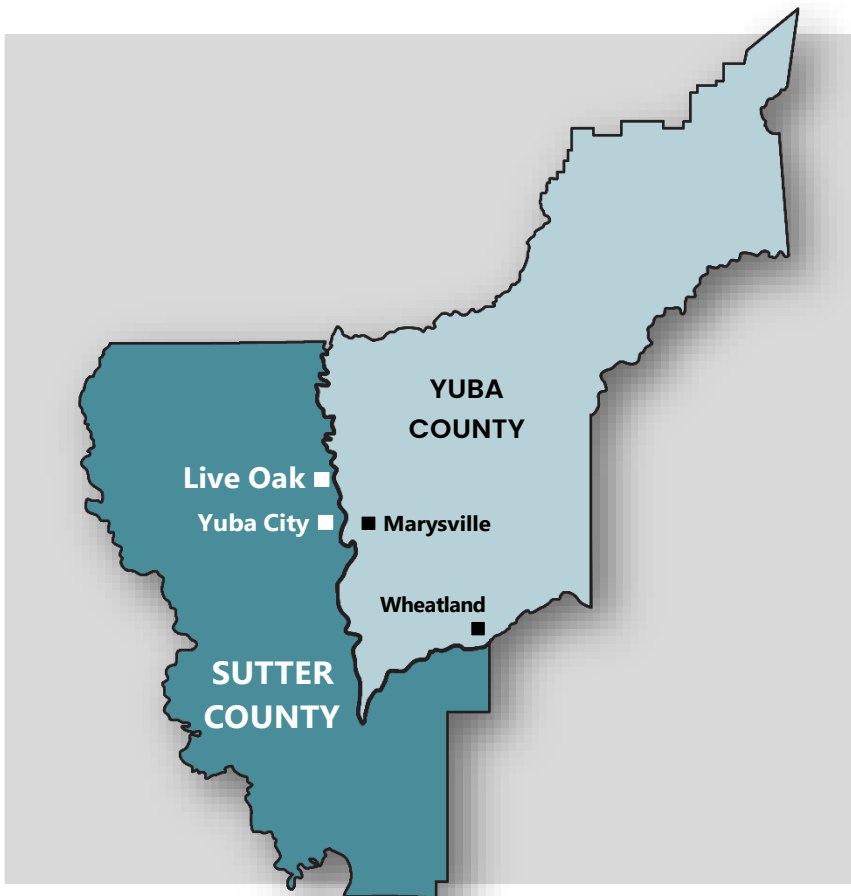 YUBA
COUNTY
Live Oak
Yuba City
Marysville
Wheatland
SUTTER
COUNTY